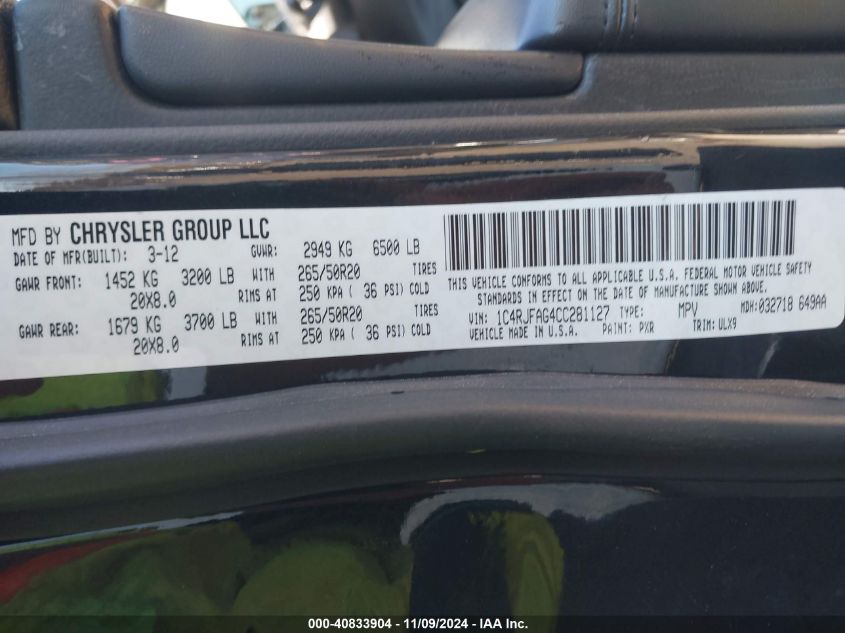 MFD BY CHRYSLER GROUP LLC
DATE OF MFR(BUILT): 3-12 GVWR: 2949 KG 6500 LB
GAWR FRONT: 1452 KG 3200 LB WITH 265/50R20 TIRES
20X8.0 RIMS AT 250 KPA ( 36 PSI) COLD
GAWR REAR: 1679 KG 3700 LB WITH 265/50R20 TIRES
20X8.0 RIMS AT 250 KPA ( 36 PSI) COLD
THIS VEHICLE CONFORMS TO ALL APPLICABLE U.S.A. FEDERAL MOTOR VEHICLE SAFETY
STANDARDS IN EFFECT ON THE DATE OF MANUFACTURE SHOWN ABOVE.
VIN: 1C4RJFAG4CC281127 TYPE: MPV MDH:032718 649AA
VEHICLE MADE IN U.S.A. PAINT: PXR TRIM: ULX9
000-40833904 - 11/09/2024 - IAA Inc.